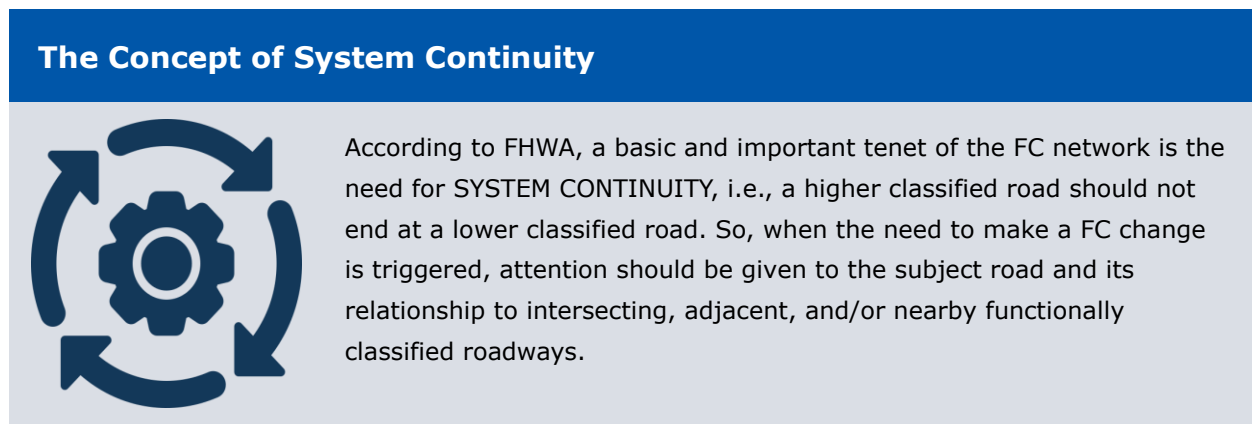 The Concept of System Continuity
According to FHWA, a basic and important tenet of the FC network is the
need for SYSTEM CONTINUITY, i.e., a higher classified road should not
end at a lower classified road. So, when the need to make a FC change
is triggered, attention should be given to the subject road and its
relationship to intersecting, adjacent, and/or nearby functionally
classified roadways.